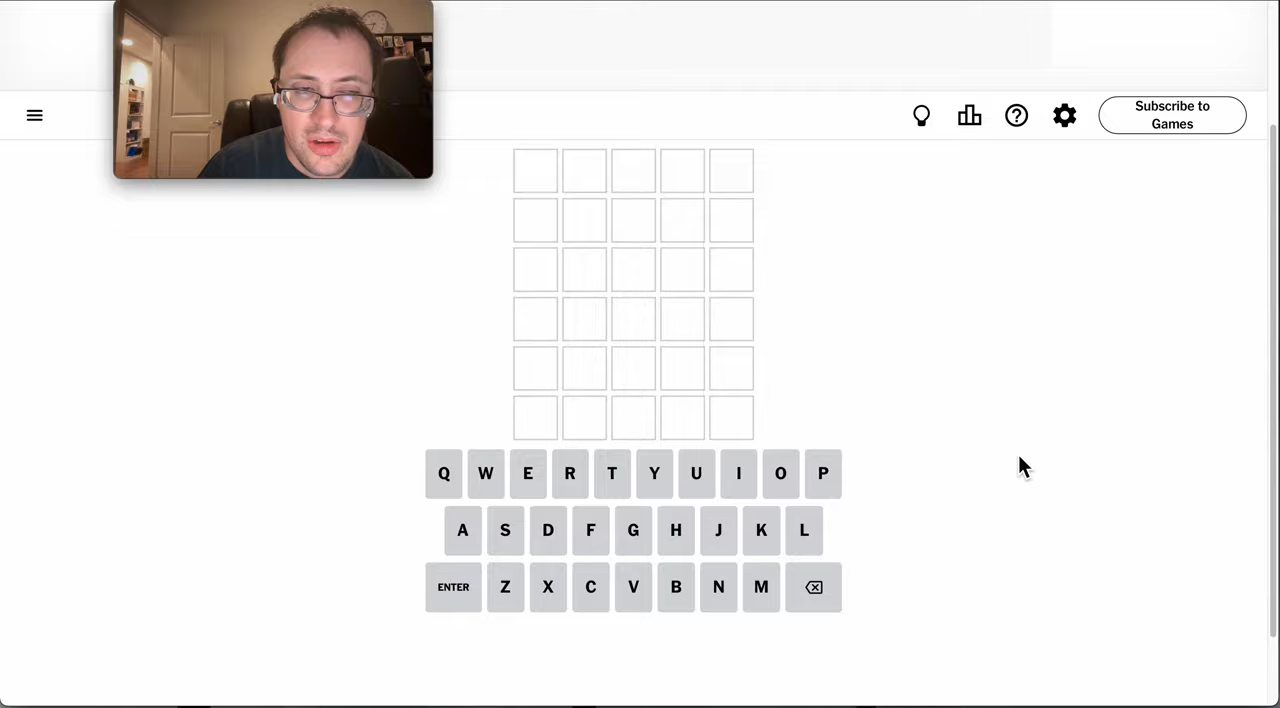 Subscribe to
Games
Q W E R T Y U I O P
A S D F G H J K L
ENTER Z X C V B N M